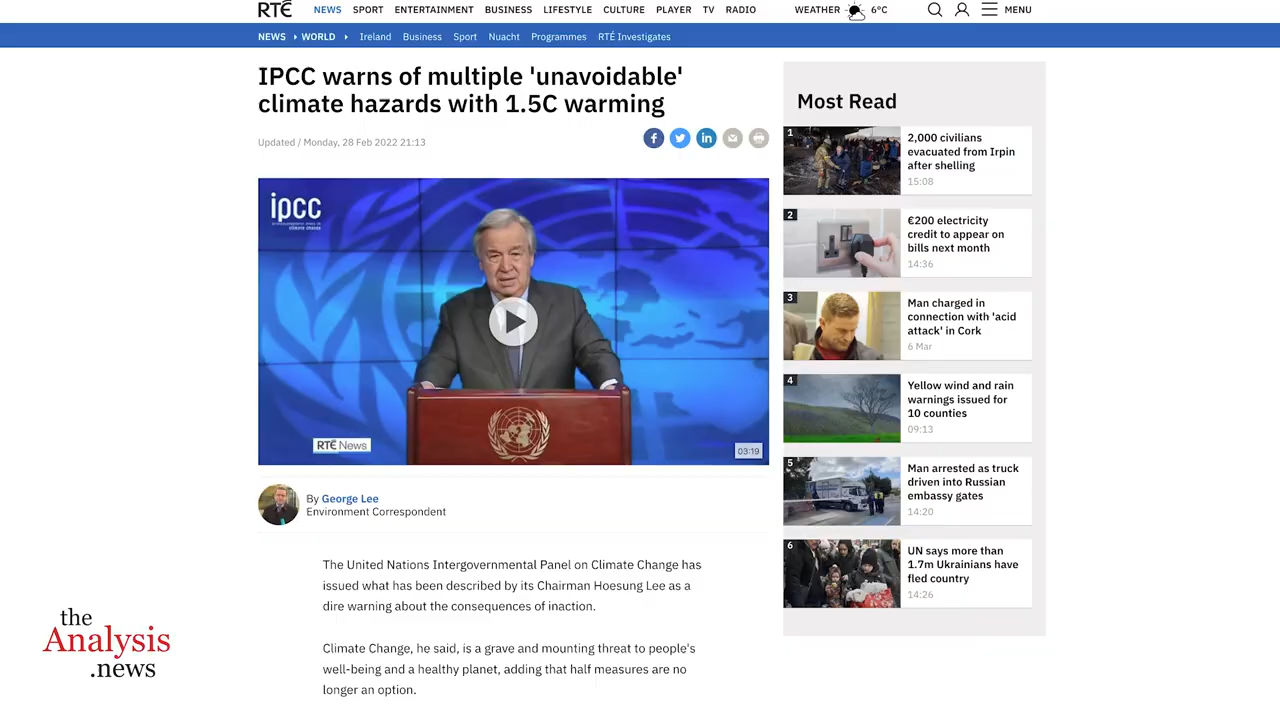 RTÉ NEWS SPORT ENTERTAINMENT BUSINESS LIFESTYLE CULTURE PLAYER TV RADIO WEATHER 6°C MENU
NEWS WORLD Ireland Business Sport Nuacht Programmes RTÉ Investigates
IPCC warns of multiple 'unavoidable'
climate hazards with 1.5C warming
Updated / Monday, 28 Feb 2022 21:13
ipcc
climate change
RTÉ News
03:19
By George Lee
Environment Correspondent
The United Nations Intergovernmental Panel on Climate Change has
issued what has been described by its Chairman Hoesung Lee as a
dire warning about the consequences of inaction.
Climate Change, he said, is a grave and mounting threat to people's
well-being and a healthy planet, adding that half measures are no
longer an option.
Most Read
1
2,000 civilians
evacuated from Irpin
after shelling
15:08
2
€200 electricity
credit to appear on
bills next month
14:36
3
Man charged in
connection with 'acid
attack' in Cork
6 Mar
4
Yellow wind and rain
warnings issued for
10 counties
09:13
5
Man arrested as truck
driven into Russian
embassy gates
14:20
6
UN says more than
1.7m Ukrainians have
fled country
14:26
the
Analysis
.news